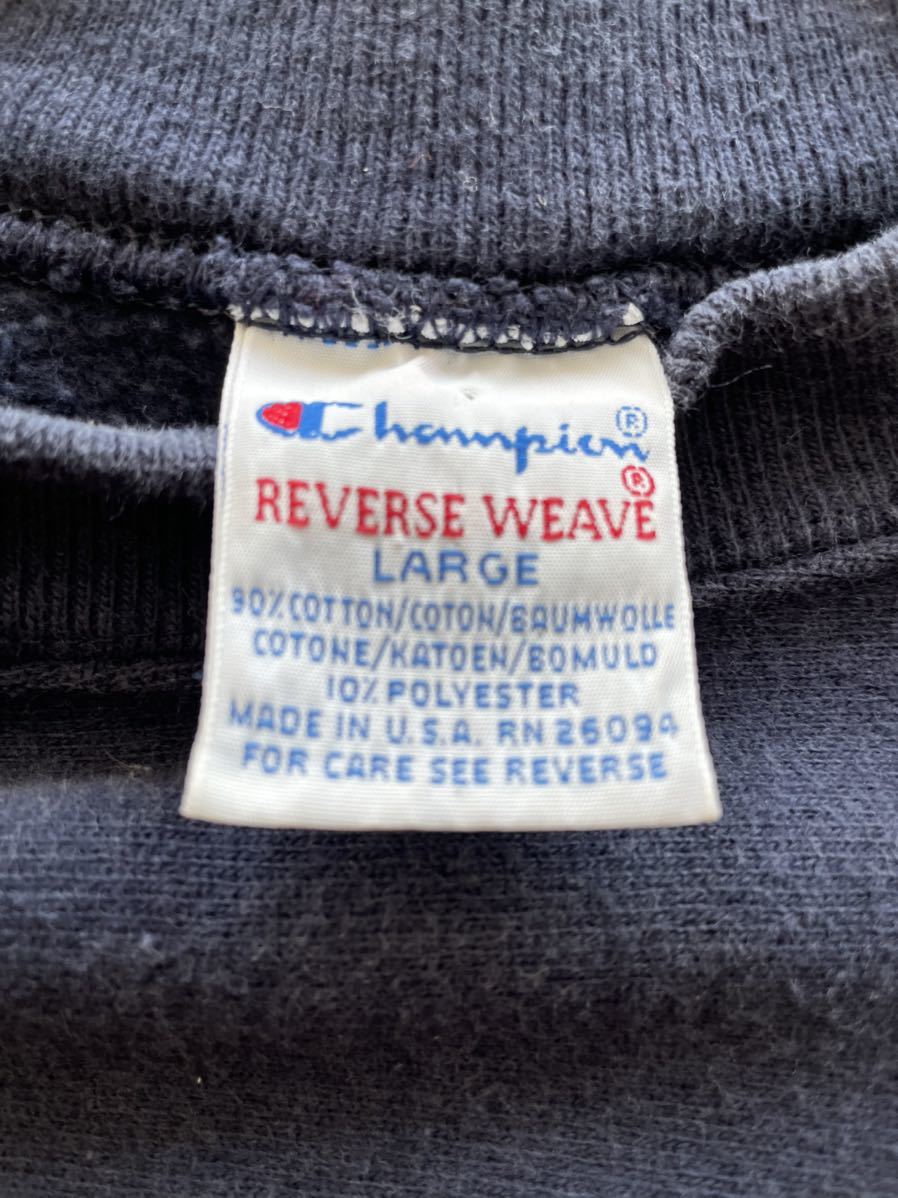 Champion®
REVERSE WEAVE®
LARGE
90% COTTON/COTON/BAUMWOLLE
COTONE/KATOEN/BOMULD
10% POLYESTER
MADE IN U.S.A. RN 26094
FOR CARE SEE REVERSE